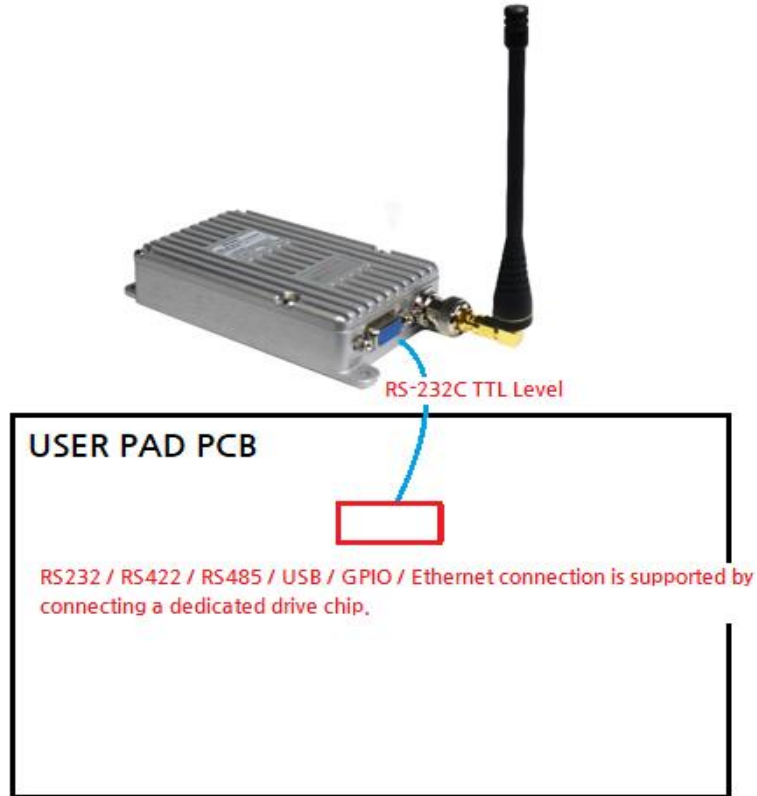 RS-232C TTL Level
USER PAD PCB
RS232 / RS422 / RS485 / USB / GPIO / Ethernet connection is supported by
connecting a dedicated drive chip.